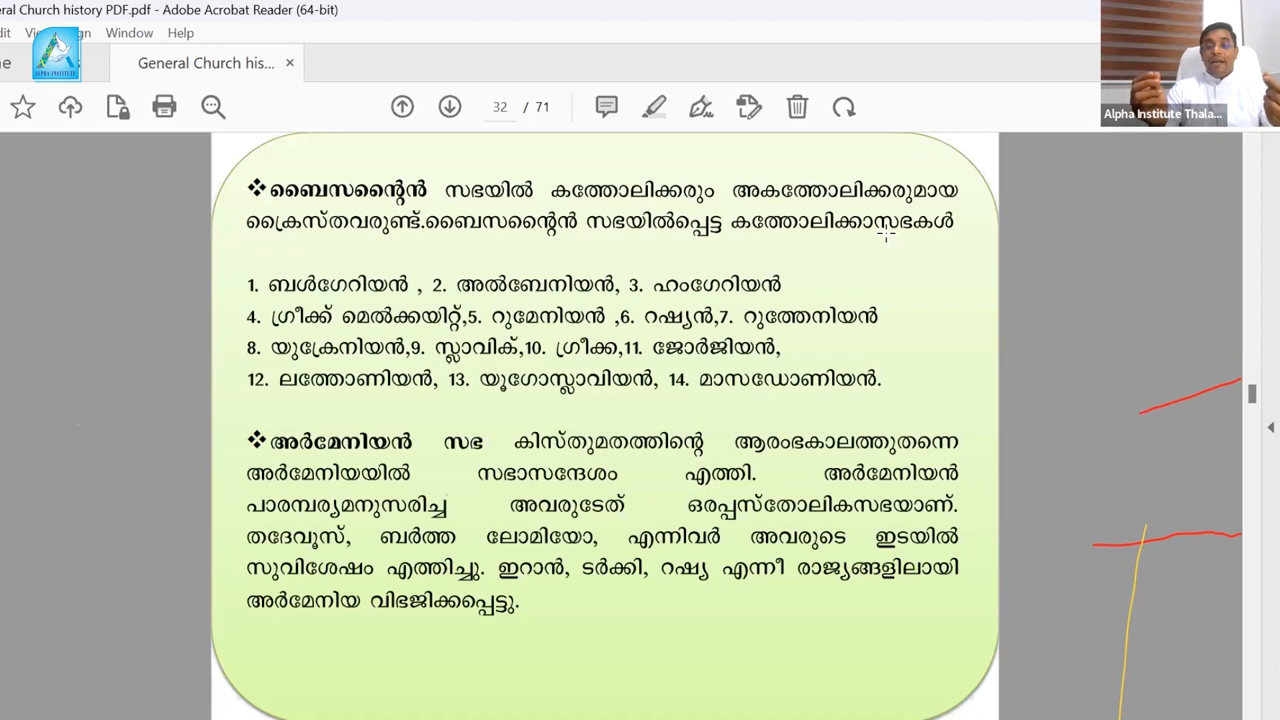 eral Church history PDF.pdf - Adobe Acrobat Reader (64-bit)
Window Help
ALPHA INSTITUTE
General Church his... ×
32 / 71
Alpha Institute Thala...
❖ബൈസന്റൈൻ സഭയിൽ കത്തോലിക്കരും അകത്തോലിക്കരുമായ
ക്രൈസ്തവരുണ്ട്.ബൈസന്റൈൻ സഭയിൽപ്പെട്ട കത്തോലിക്കാസഭകൾ
1. ബൾഗേറിയൻ , 2. അൽബേനിയൻ, 3. ഹംഗേറിയൻ
4. ഗ്രീക്ക് മെൽക്കയിറ്റ്,5. റുമേനിയൻ ,6. റഷ്യൻ,7. റുത്തേനിയൻ
8. യുക്രേനിയൻ,9. സ്ലാവിക്,10. ഗ്രീക്ക,11. ജോർജിയൻ,
12. ലത്തോണിയൻ, 13. യൂഗോസ്ലാവിയൻ, 14. മാസഡോണിയൻ.
❖അർമേനിയൻ സഭ കിസ്തുമതത്തിന്റെ ആരംഭകാലത്തുതന്നെ
അർമേനിയയിൽ സഭാസന്ദേശം എത്തി. അർമേനിയൻ
പാരമ്പര്യമനുസരിച്ച അവരുടേത് ഒരപ്പസ്തോലികസഭയാണ്.
തദേവൂസ്, ബർത്ത ലോമിയോ, എന്നിവർ അവരുടെ ഇടയിൽ
സുവിശേഷം എത്തിച്ചു. ഇറാൻ, ടർക്കി, റഷ്യ എന്നീ രാജ്യങ്ങളിലായി
അർമേനിയ വിഭജിക്കപ്പെട്ടു.